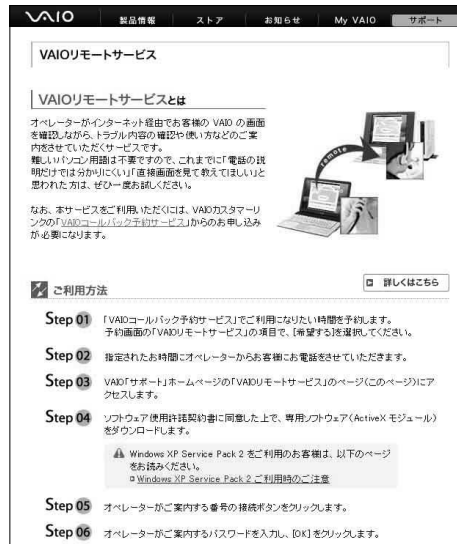 VAIO 製品情報 ストア お知らせ My VAIO サポート
VAIOリモートサービス
VAIOリモートサービスとは
オペレーターがインターネット経由でお客様の VAIO の画面
を確認しながら、トラブル内容の確認や使い方などのご案
内をさせていただくサービスです。
難しいパソコン用語は不要ですので、これまでに「電話の説
明だけでは分かりにくい」「直接画面を見て教えてほしい」と
思われた方は、ぜひ一度お試しください。
remote
なお、本サービスをご利用いただくには、VAIOカスタマーリ
ンクの「VAIOコールバック予約サービス」からのお申し込み
が必要になります。
詳しくはこちら
ご利用方法
Step 01 「VAIOコールバック予約サービス」でご利用になりたい時間を予約します。
予約画面の「VAIOリモートサービス」の項目で、[希望する]を選択してください。
Step 02 指定されたお時間にオペレーターからお客様にお電話をさせていただきます。
Step 03 VAIO「サポート」ホームページの「VAIOリモートサービス」のページ(このページ)にア
クセスします。
Step 04 ソフトウェア使用許諾契約書に同意した上で、専用ソフトウェア(ActiveX モジュール)
をダウンロードします。
Windows XP Service Pack 2 をご利用のお客様は、以下のページ
をお読みください。
Windows XP Service Pack 2 ご利用時のご注意
Step 05 オペレーターがご案内する番号の接続ボタンをクリックします。
Step 06 オペレーターがご案内するパスワードを入力し、[OK] をクリックします。